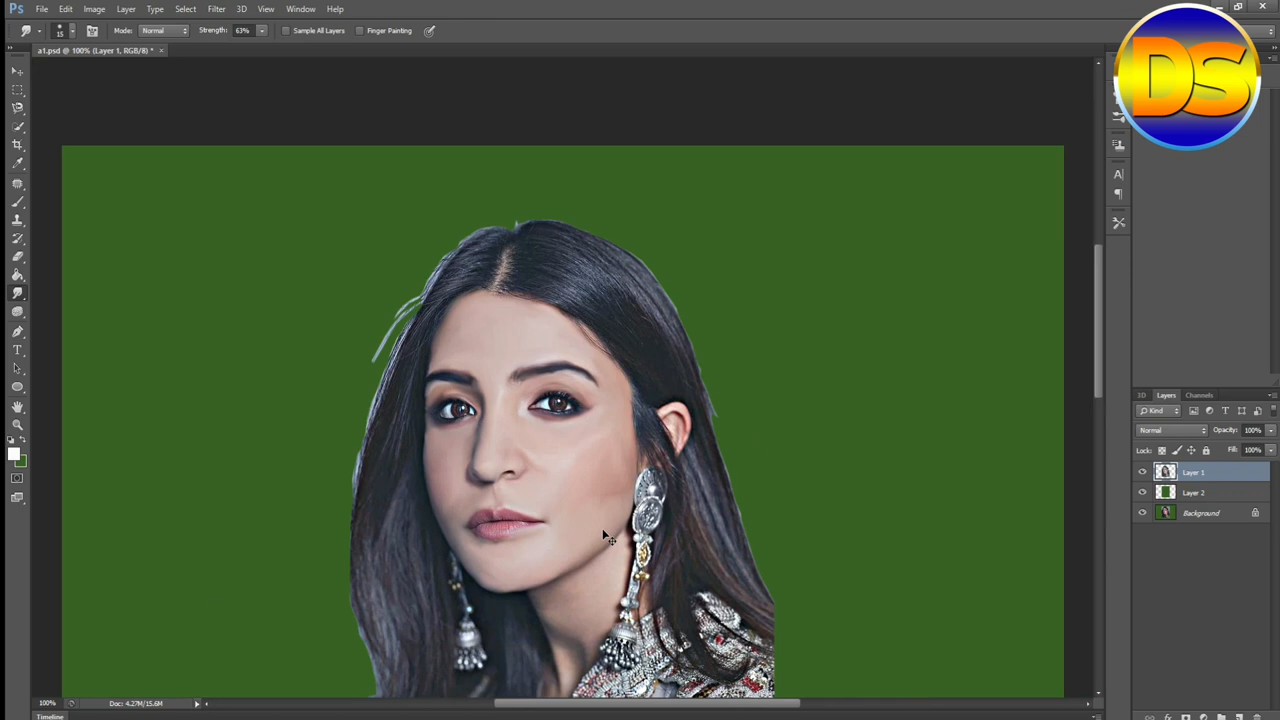 Ps File Edit Image Layer Type Select Filter 3D View Window Help
15 Mode: Normal Strength: 63% Sample All Layers Finger Painting
a1.psd @ 100% (Layer 1, RGB/8) * ×
DS
3D Layers Channels
Kind
Normal Opacity: 100%
Lock: Fill: 100%
Layer 1
Layer 2
Background
100% Doc: 4.27M/15.6M
Timeline